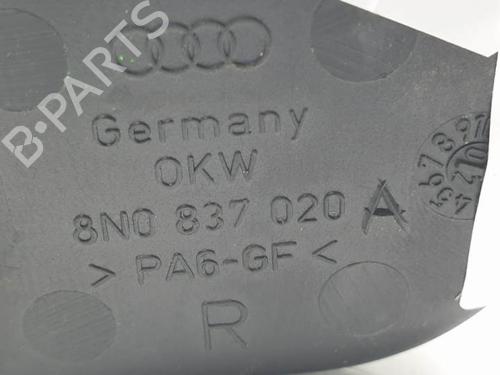 B-PARTS
Germany
OKW
8N0 837 020 A
> PA6-GF <
R